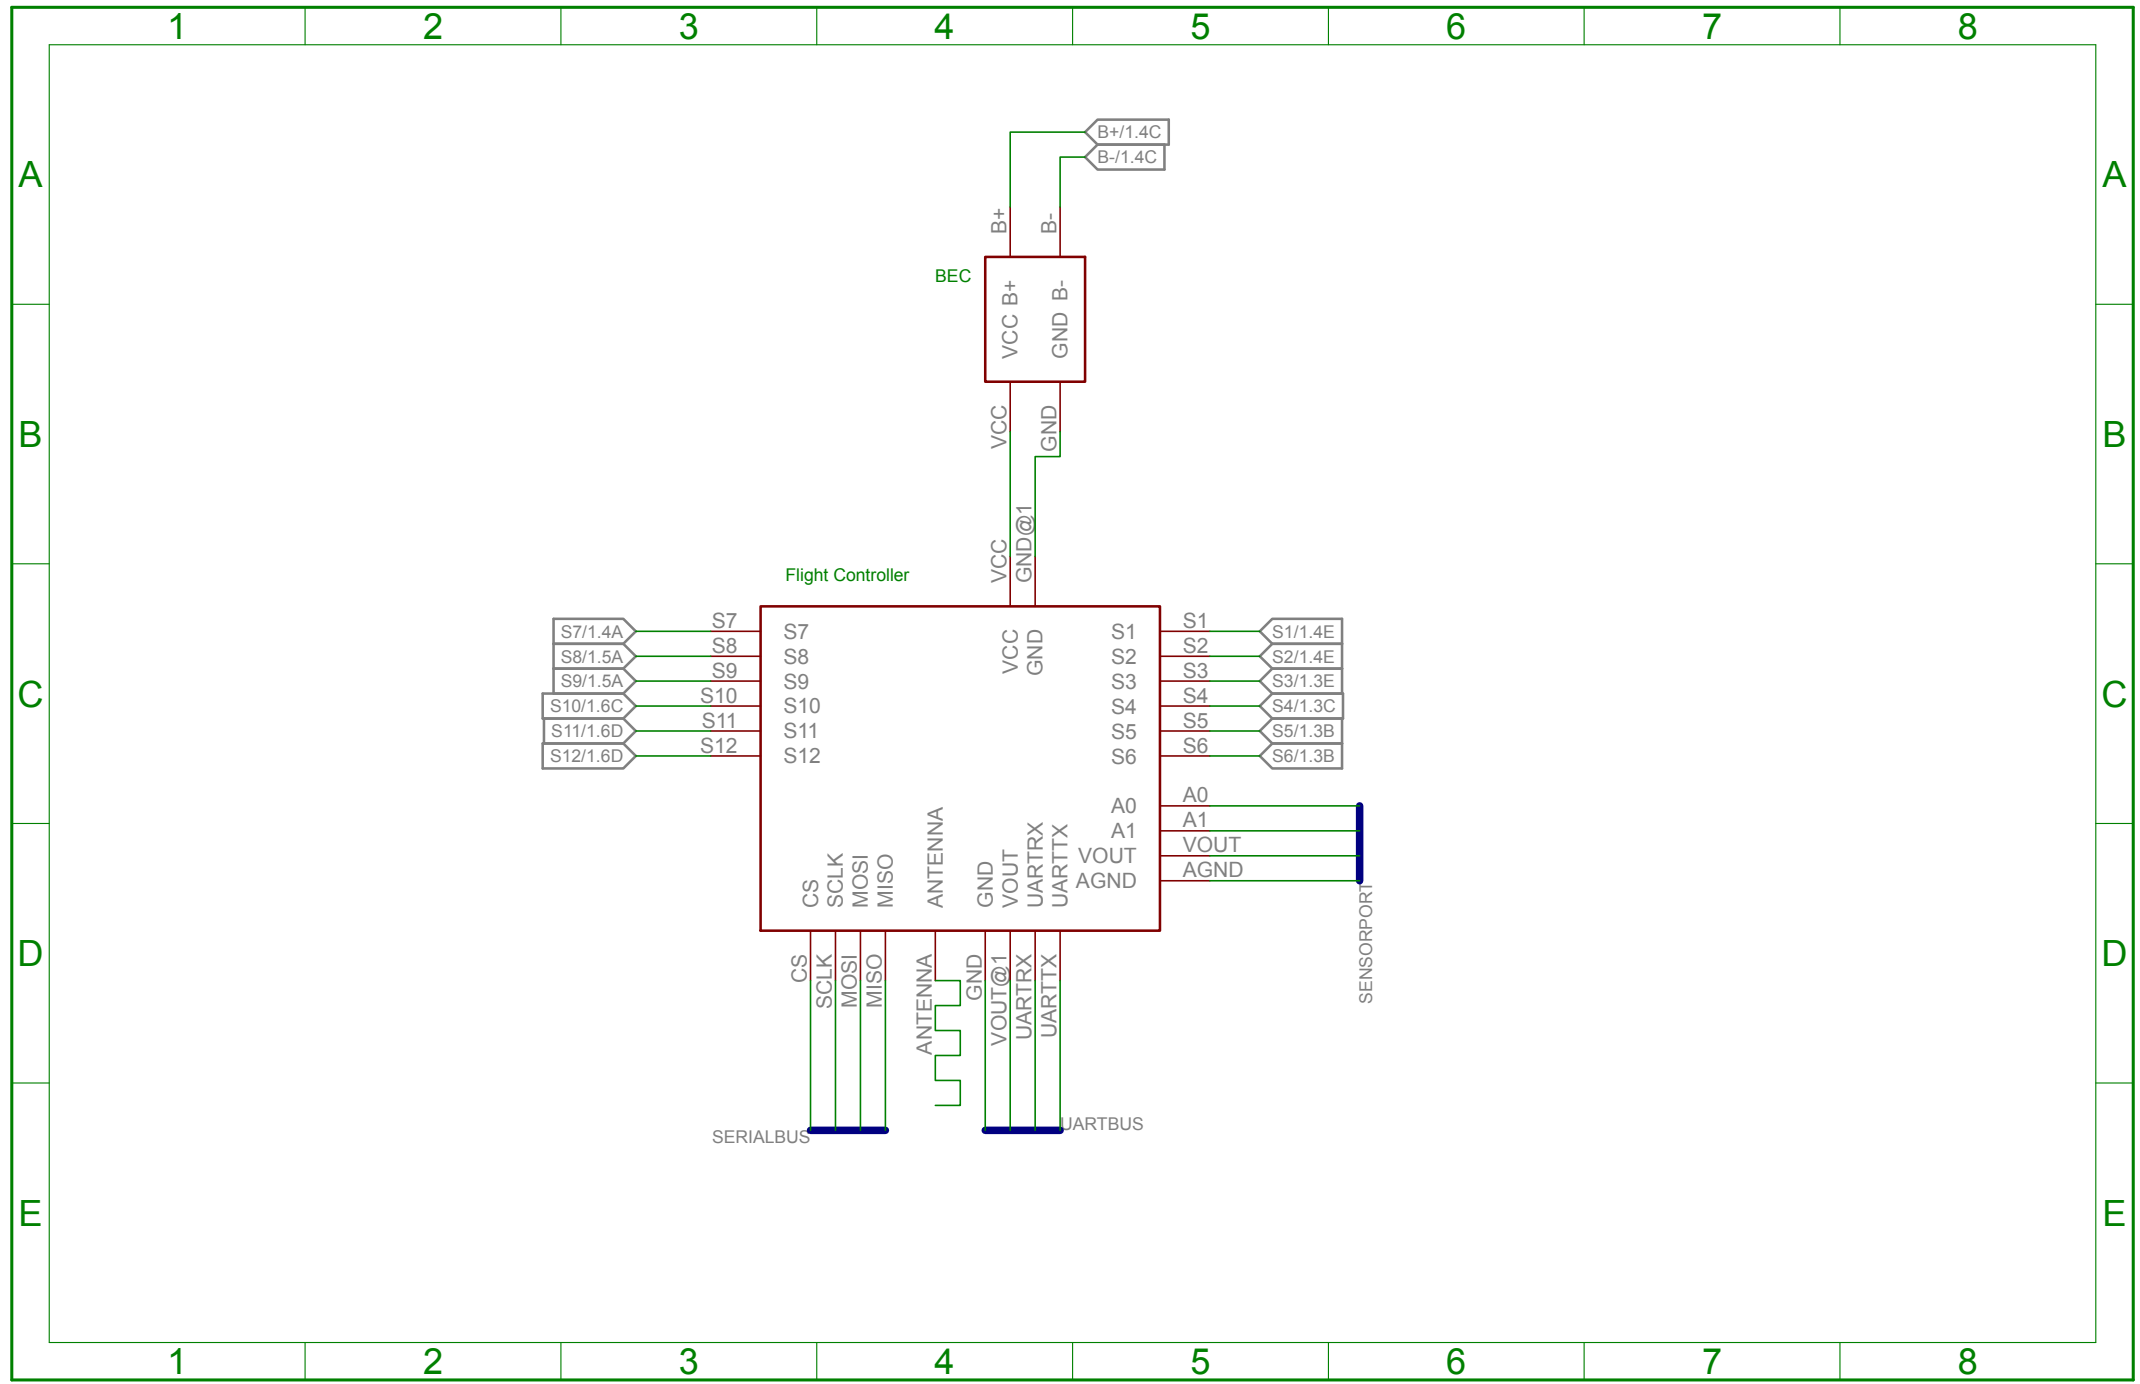 1 2 3 4 5 6 7 8
B+/1.4C
A A
B-/1.4C
B+ B-
BEC
VCC B+
GND B-
VCC GND
B B
VCC GND@1
Flight Controller
S7/1.4A S7 S7 VCC GND S1 S1 S1/1.4E
S8/1.5A S8 S8 S2 S2 S2/1.4E
S9/1.5A S9 S9 S3 S3 S3/1.3E
C C
S10/1.6C S10 S10 S4 S4 S4/1.3C
S11/1.6D S11 S11 S5 S5 S5/1.3B
S12/1.6D S12 S12 S6 S6 S6/1.3B
A0 A0
A1 A1
VOUT VOUT
AGND AGND
CS SCLK MOSI MISO ANTENNA GND VOUT UARTRX UARTTX
SENSORPORT
D D
CS SCLK MOSI MISO ANTENNA GND VOUT@1 UARTRX UARTTX
SERIALBUS UARTBUS
E E
1 2 3 4 5 6 7 8